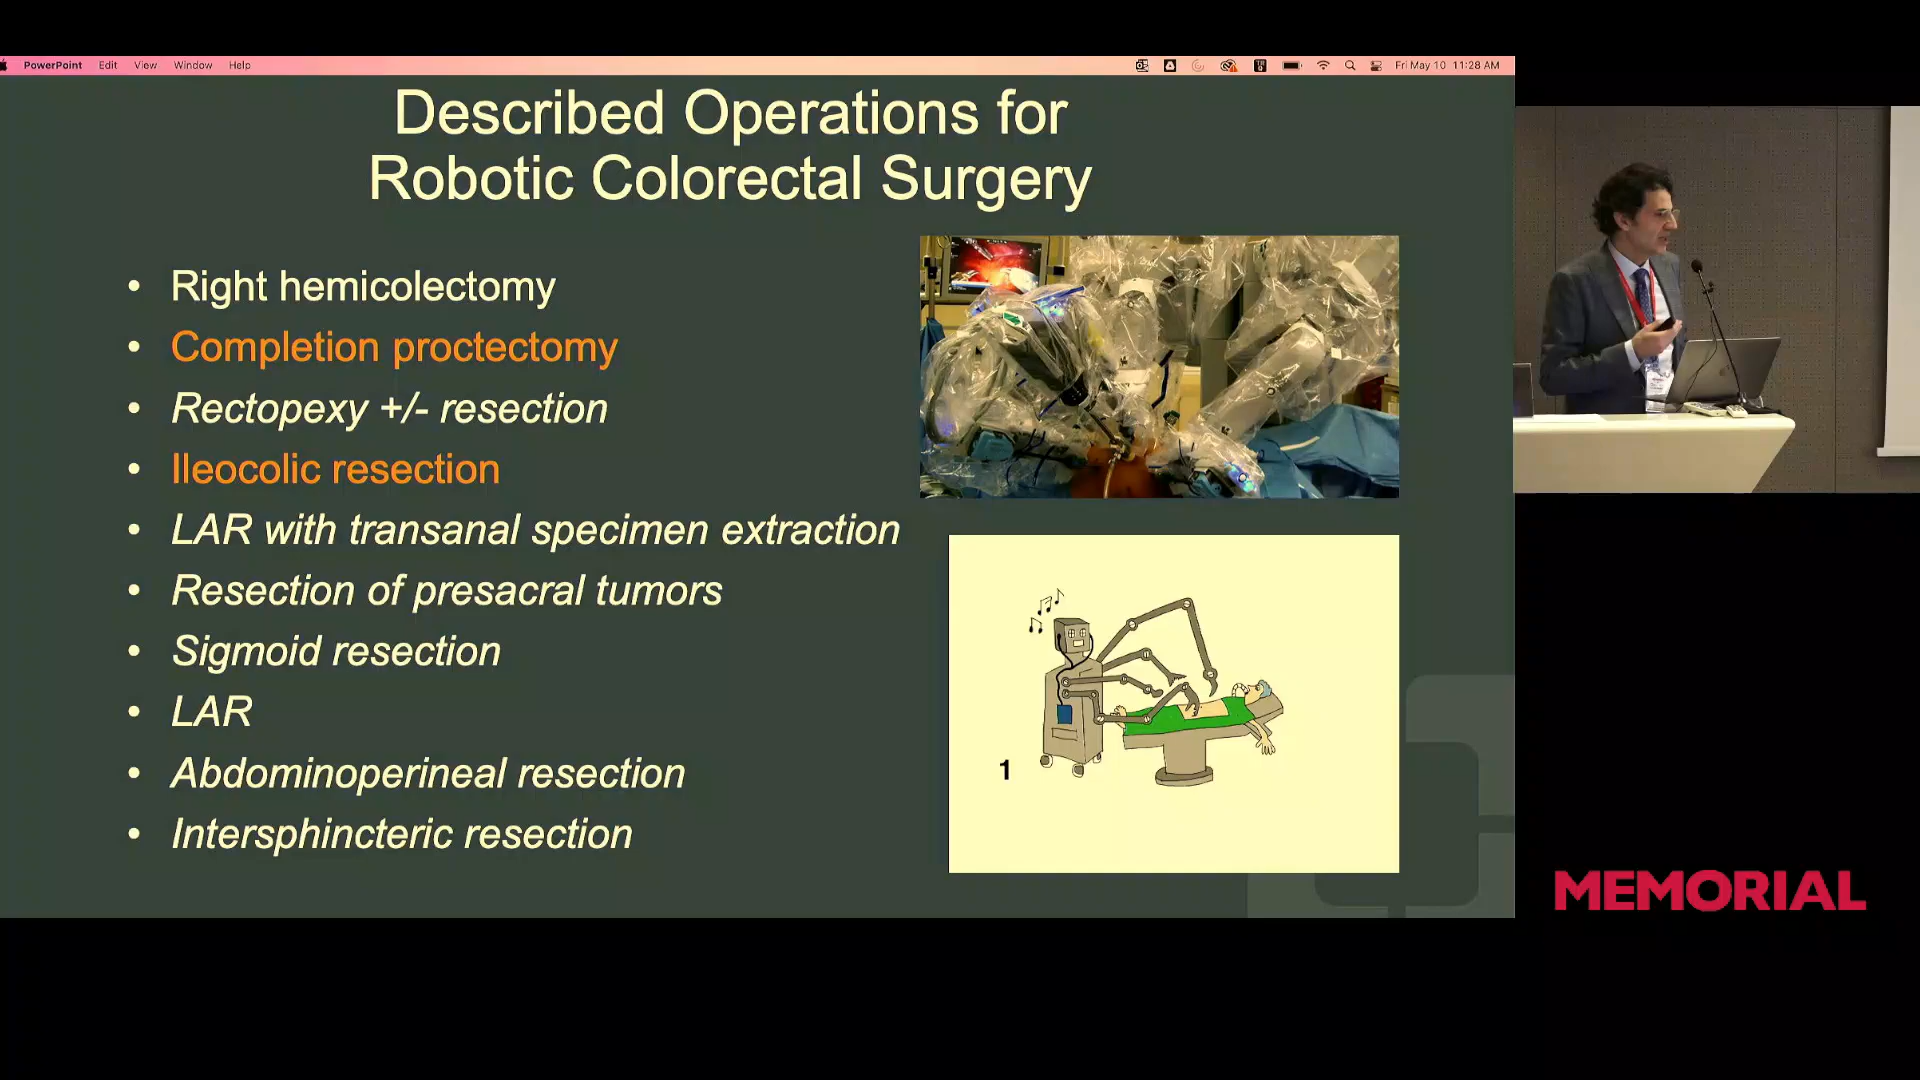 PowerPoint Edit View Window Help
Fri May 10 11:28 AM
Described Operations for
Robotic Colorectal Surgery
• Right hemicolectomy
• Completion proctectomy
• Rectopexy +/- resection
• Ileocolic resection
• LAR with transanal specimen extraction
• Resection of presacral tumors
• Sigmoid resection
• LAR
• Abdominoperineal resection
• Intersphincteric resection
1
MEMORIAL